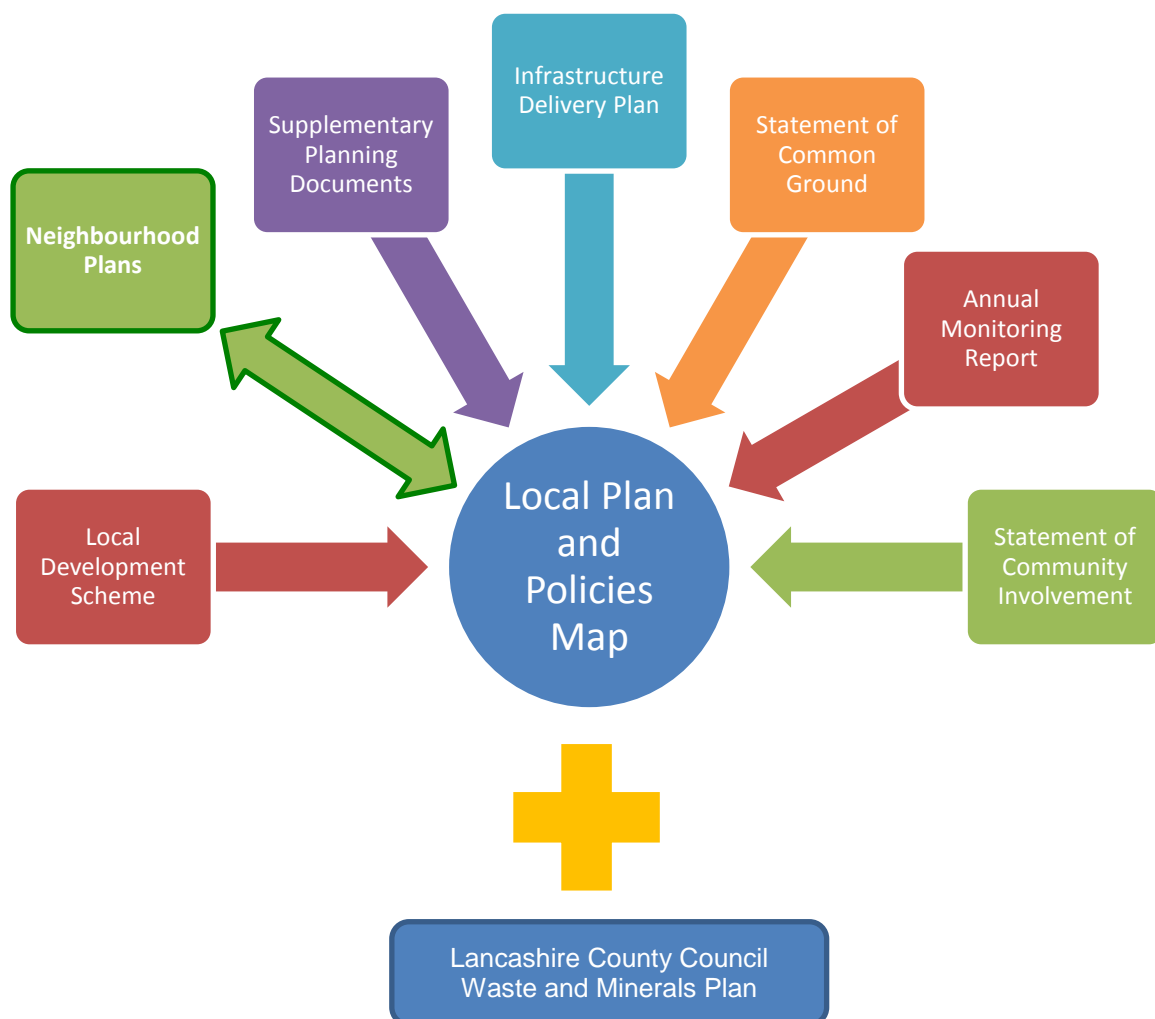 Infrastructure
Delivery Plan
Supplementary
Planning
Documents
Statement of
Common
Ground
Neighbourhood
Plans
Annual
Monitoring
Report
Local Plan
and
Policies
Map
Local
Development
Scheme
Statement of
Community
Involvement
Lancashire County Council
Waste and Minerals Plan